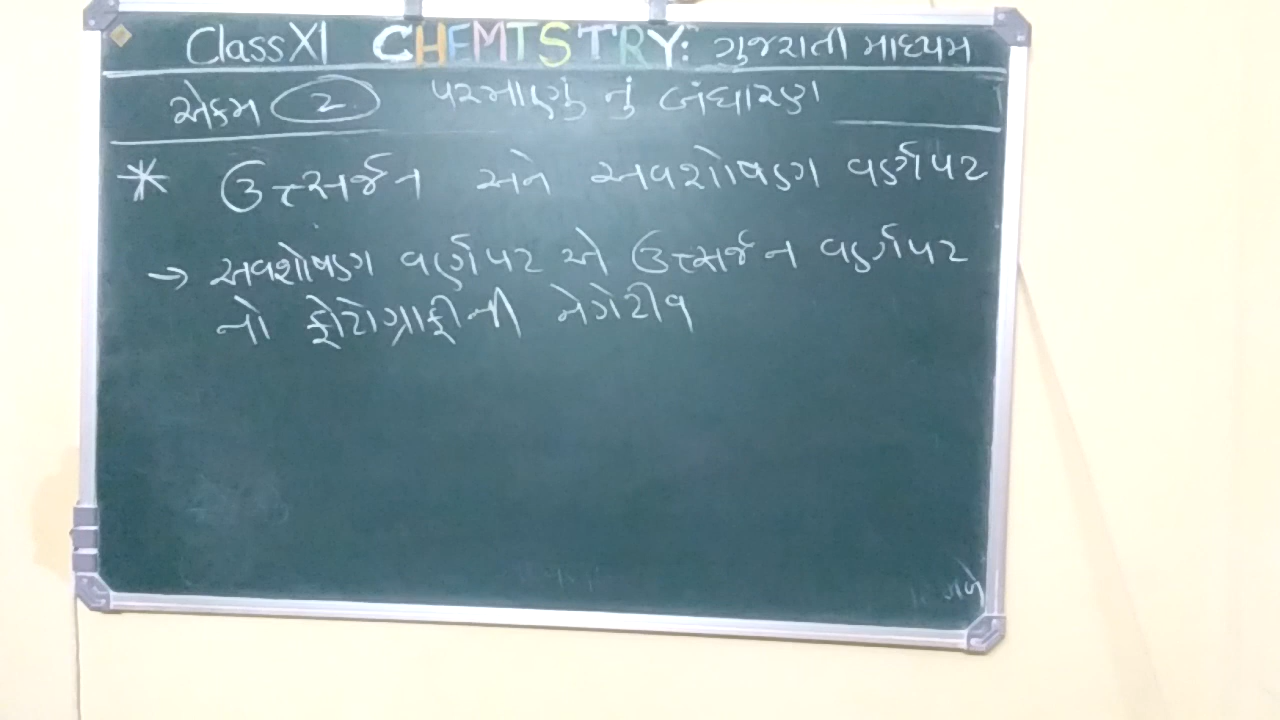 Class XI CHEMISTRY: ગુજરાતી માધ્યમ
એકમ 2 પરમાણું નું બંધારણ
* ઉત્સર્જન અને અવશોષણ વર્ણપટ
→ અવશોષણ વર્ણપટ એ ઉત્સર્જન વર્ણપટ
નો ફોટોગ્રાફીની નેગેટીવ